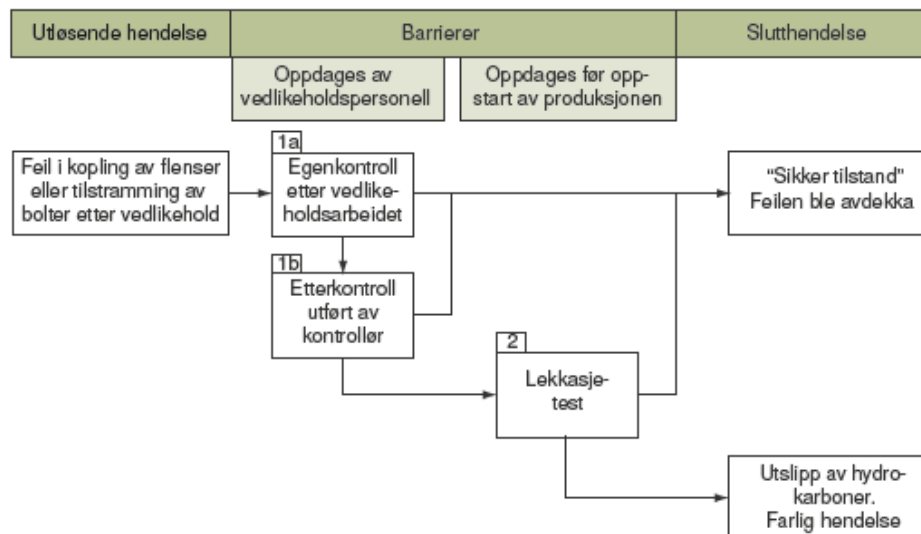 Utløsende hendelse
Barrierer
Slutthendelse
Oppdages av
vedlikeholdspersonell
Oppdages før opp-
start av produksjonen
Feil i kopling av flenser
eller tilstramming av
bolter etter vedlikehold
1a
Egenkontroll
etter vedlike-
holdsarbeidet
"Sikker tilstand"
Feilen ble avdekka
1b
Etterkontroll
utført av
kontrollør
2
Lekkasje-
test
Utslipp av hydro-
karboner.
Farlig hendelse